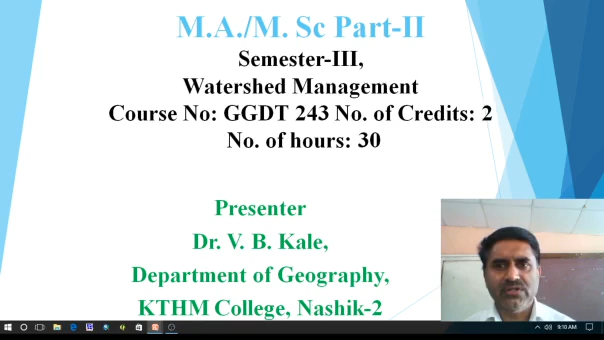 M.A./M. Sc Part-II
Semester-III,
Watershed Management
Course No: GGDT 243 No. of Credits: 2
No. of hours: 30
Presenter
Dr. V. B. Kale,
Department of Geography,
KTHM College, Nashik-2
9:10 AM